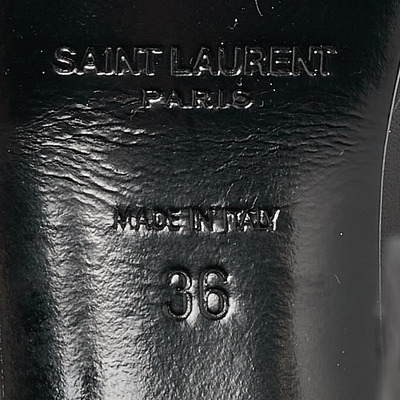 SAINT LAURENT
PARIS
MADE IN ITALY
36